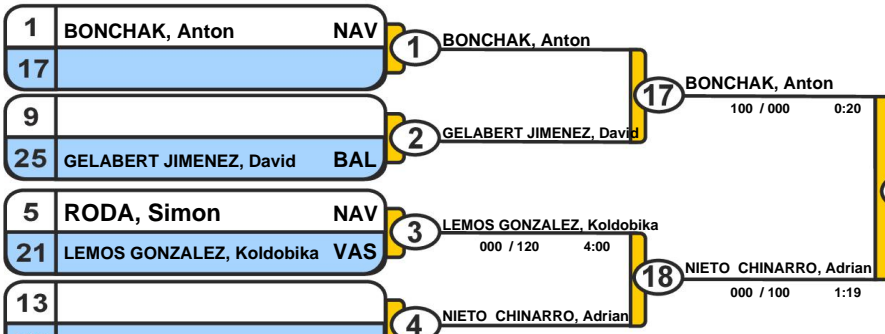 1 BONCHAK, Anton NAV
17
1 BONCHAK, Anton
9
25 GELABERT JIMENEZ, David BAL
2 GELABERT JIMENEZ, David
17 BONCHAK, Anton
100 / 000 0:20
5 RODA, Simon NAV
21 LEMOS GONZALEZ, Koldobika VAS
3 LEMOS GONZALEZ, Koldobika
000 / 120 4:00
13
4 NIETO CHINARRO, Adrian
18 NIETO CHINARRO, Adrian
000 / 100 1:19